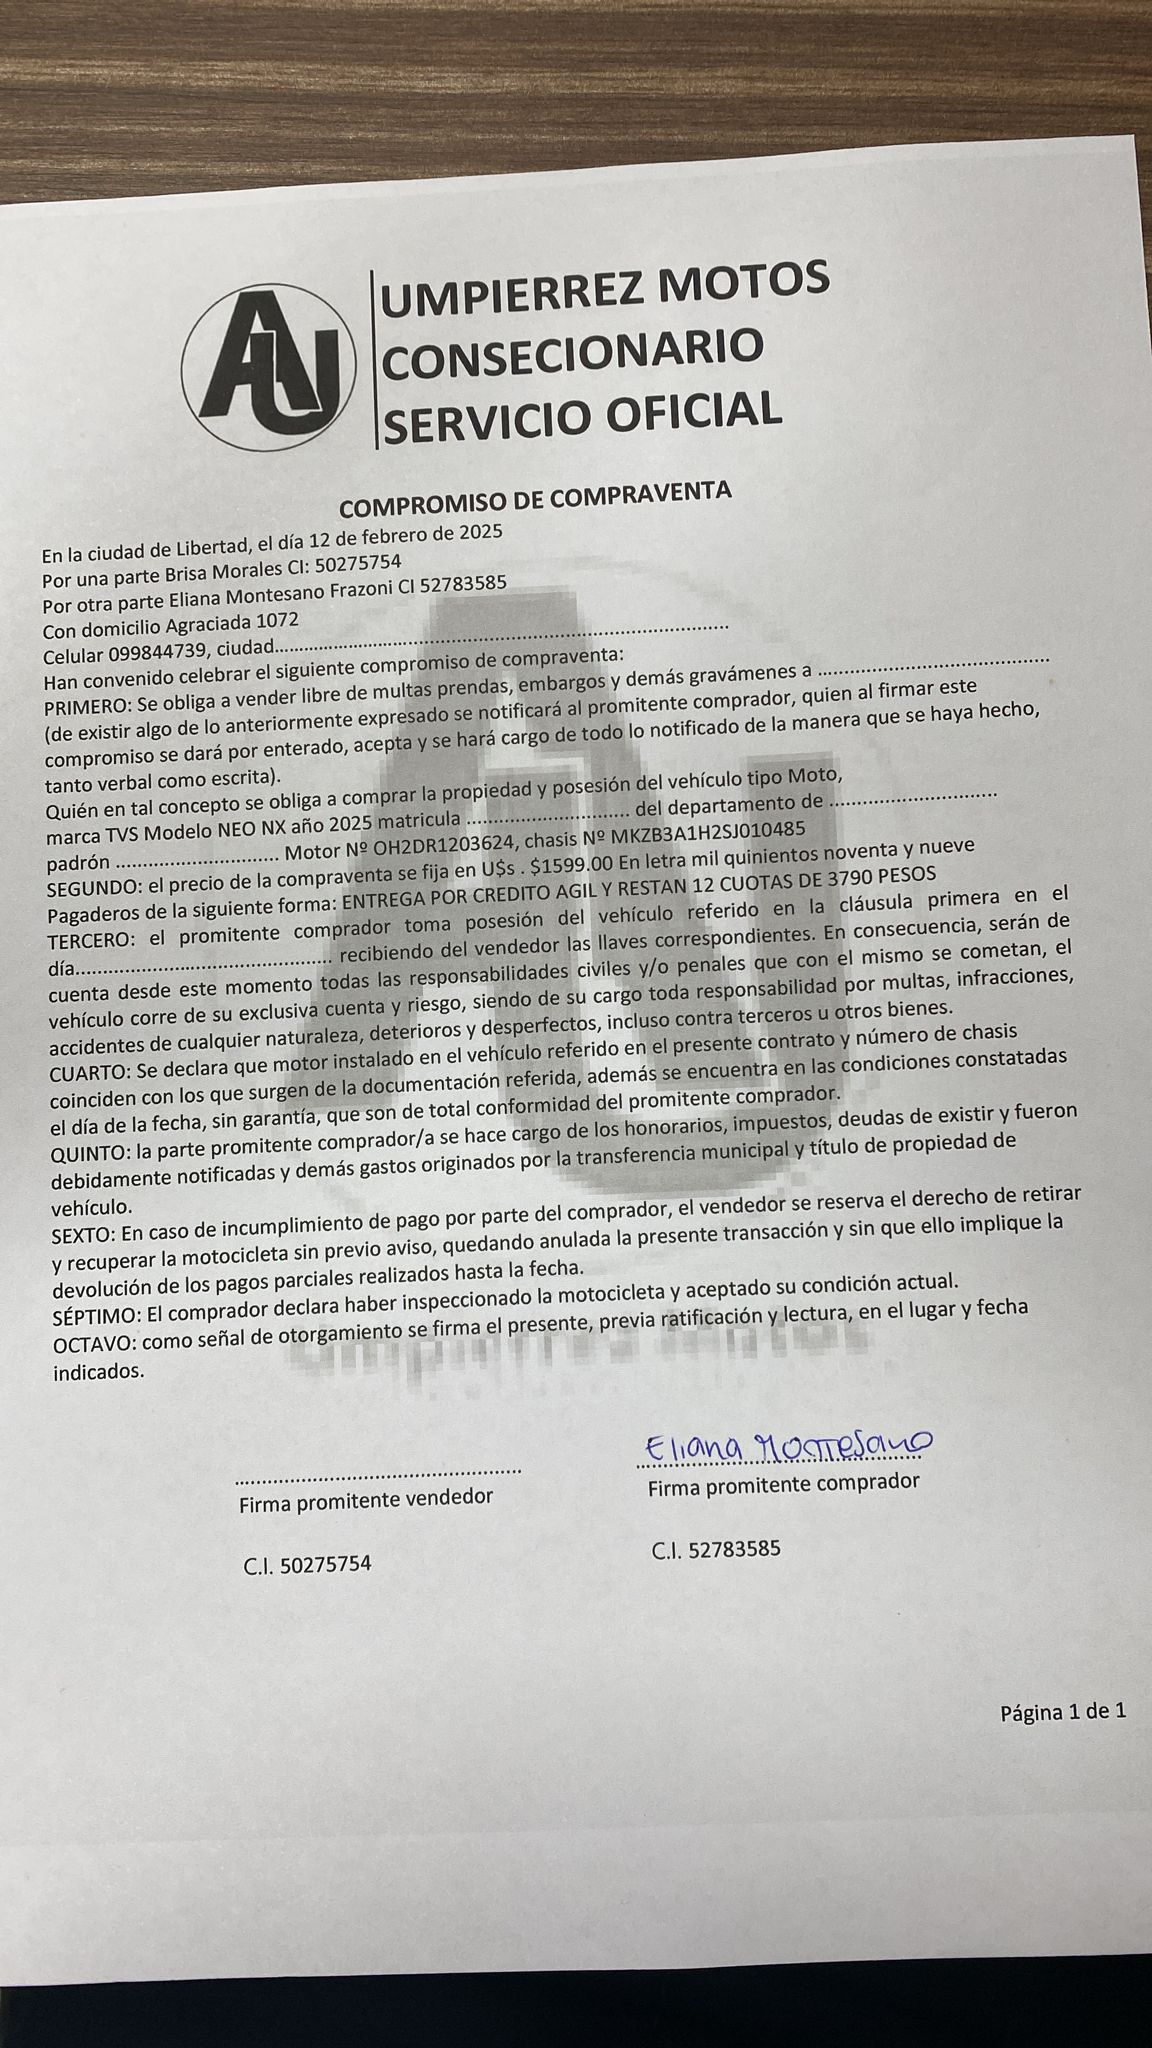 AU
UMPIERREZ MOTOS
CONSECIONARIO
SERVICIO OFICIAL
COMPROMISO DE COMPRAVENTA
En la ciudad de Libertad, el día 12 de febrero de 2025
Por una parte Brisa Morales CI: 50275754
Por otra parte Eliana Montesano Frazoni CI 52783585
Con domicilio Agraciada 1072
Celular 099844739, ciudad..............................................................................
Han convenido celebrar el siguiente compromiso de compraventa:
PRIMERO: Se obliga a vender libre de multas prendas, embargos y demás gravámenes a .......................................
(de existir algo de lo anteriormente expresado se notificará al promitente comprador, quien al firmar este
compromiso se dará por enterado, acepta y se hará cargo de todo lo notificado de la manera que se haya hecho,
tanto verbal como escrita).
Quién en tal concepto se obliga a comprar la propiedad y posesión del vehículo tipo Moto,
marca TVS Modelo NEO NX año 2025 matricula ............................ del departamento de .............................
padrón ............................ Motor Nº OH2DR1203624, chasis Nº MKZB3A1H2SJ010485
SEGUNDO: el precio de la compraventa se fija en U$s . $1599.00 En letra mil quinientos noventa y nueve
Pagaderos de la siguiente forma: ENTREGA POR CREDITO AGIL Y RESTAN 12 CUOTAS DE 3790 PESOS
TERCERO: el promitente comprador toma posesión del vehículo referido en la cláusula primera en el
día............................................ recibiendo del vendedor las llaves correspondientes. En consecuencia, serán de
cuenta desde este momento todas las responsabilidades civiles y/o penales que con el mismo se cometan, el
vehículo corre de su exclusiva cuenta y riesgo, siendo de su cargo toda responsabilidad por multas, infracciones,
accidentes de cualquier naturaleza, deterioros y desperfectos, incluso contra terceros u otros bienes.
CUARTO: Se declara que motor instalado en el vehículo referido en el presente contrato y número de chasis
coinciden con los que surgen de la documentación referida, además se encuentra en las condiciones constatadas
el día de la fecha, sin garantía, que son de total conformidad del promitente comprador.
QUINTO: la parte promitente comprador/a se hace cargo de los honorarios, impuestos, deudas de existir y fueron
debidamente notificadas y demás gastos originados por la transferencia municipal y título de propiedad de
vehículo.
SEXTO: En caso de incumplimiento de pago por parte del comprador, el vendedor se reserva el derecho de retirar
y recuperar la motocicleta sin previo aviso, quedando anulada la presente transacción y sin que ello implique la
devolución de los pagos parciales realizados hasta la fecha.
SÉPTIMO: El comprador declara haber inspeccionado la motocicleta y aceptado su condición actual.
OCTAVO: como señal de otorgamiento se firma el presente, previa ratificación y lectura, en el lugar y fecha
indicados.
Eliana Montesano
.................................................. ..................................................
Firma promitente vendedor Firma promitente comprador
C.I. 50275754 C.I. 52783585
Página 1 de 1